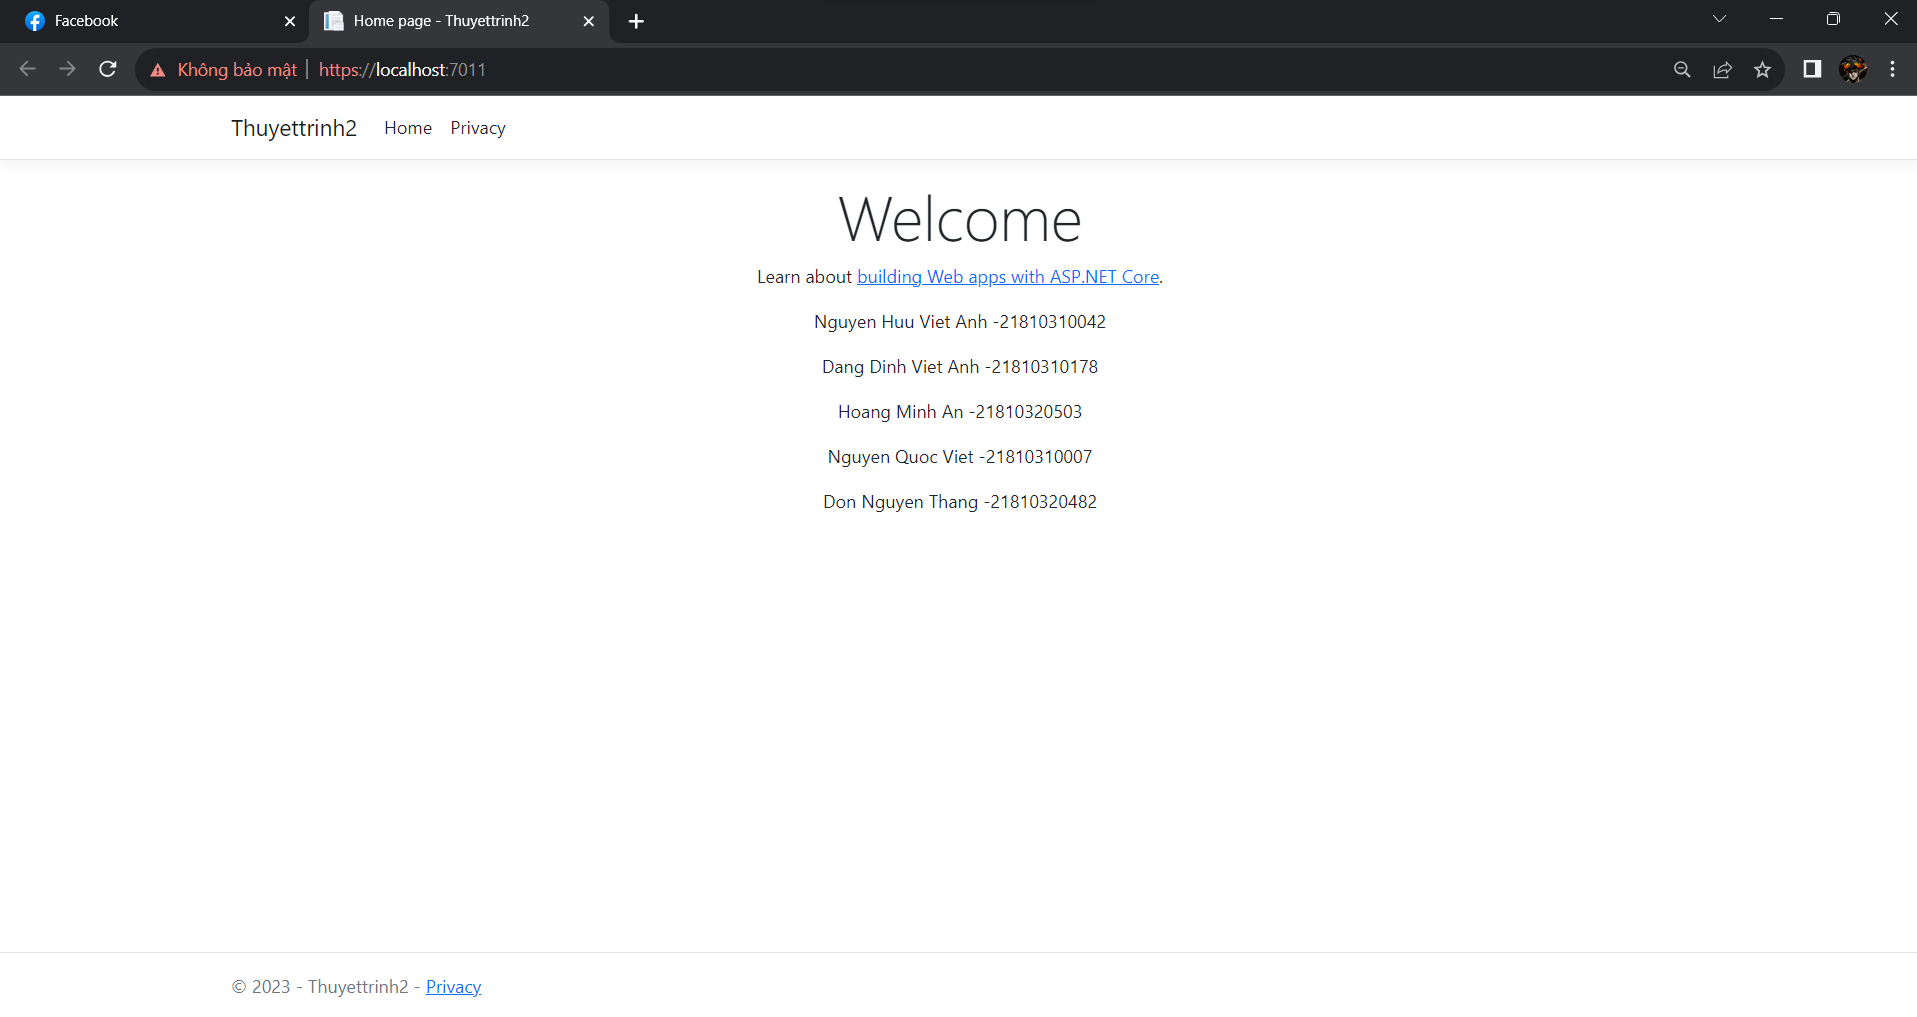 Facebook
Home page - Thuyettrinh2
Không bảo mật | https://localhost:7011
Thuyettrinh2 Home Privacy
Welcome
Learn about building Web apps with ASP.NET Core.
Nguyen Huu Viet Anh -21810310042
Dang Dinh Viet Anh -21810310178
Hoang Minh An -21810320503
Nguyen Quoc Viet -21810310007
Don Nguyen Thang -21810320482
© 2023 - Thuyettrinh2 - Privacy